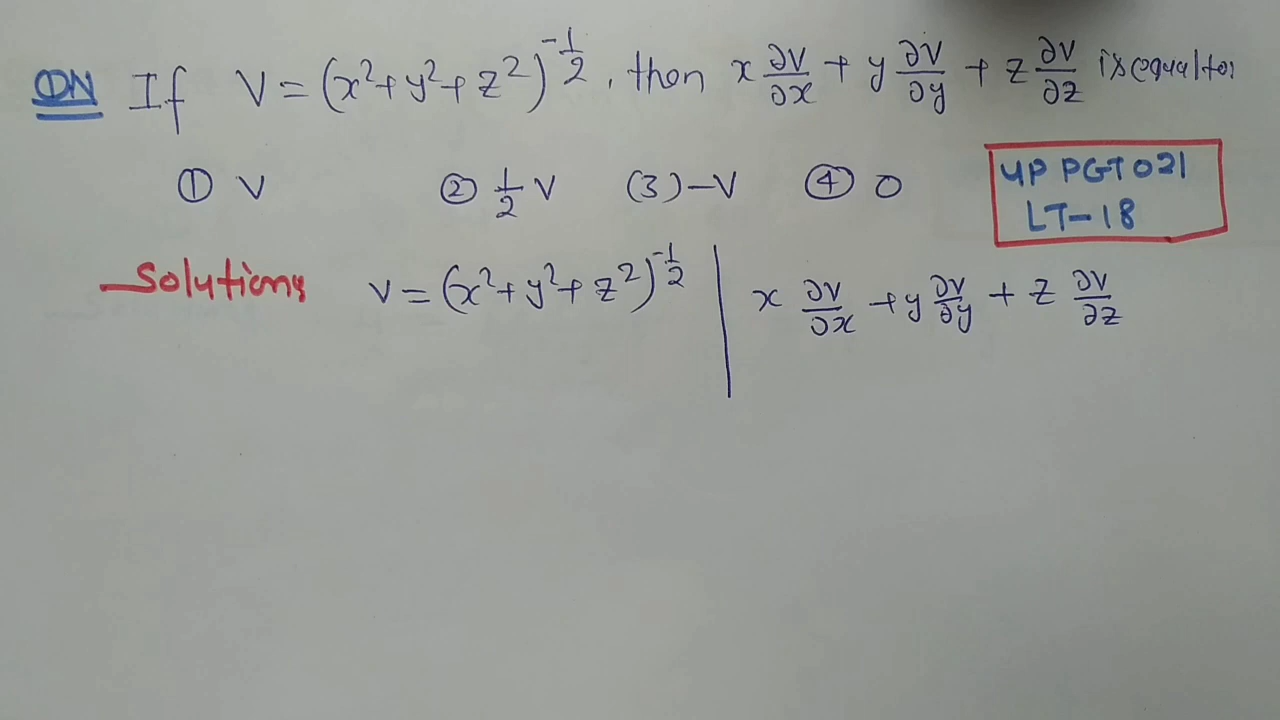 QN If V = (x²+y²+z²)^-1/2, then x ∂V/∂x + y ∂V/∂y + z ∂V/∂z is equal to
① V ② 1/2 V (3) -V ④ 0
UP PGT 021
LT-18
Solutions V = (x²+y²+z²)^-1/2 | x ∂V/∂x + y ∂V/∂y + z ∂V/∂z